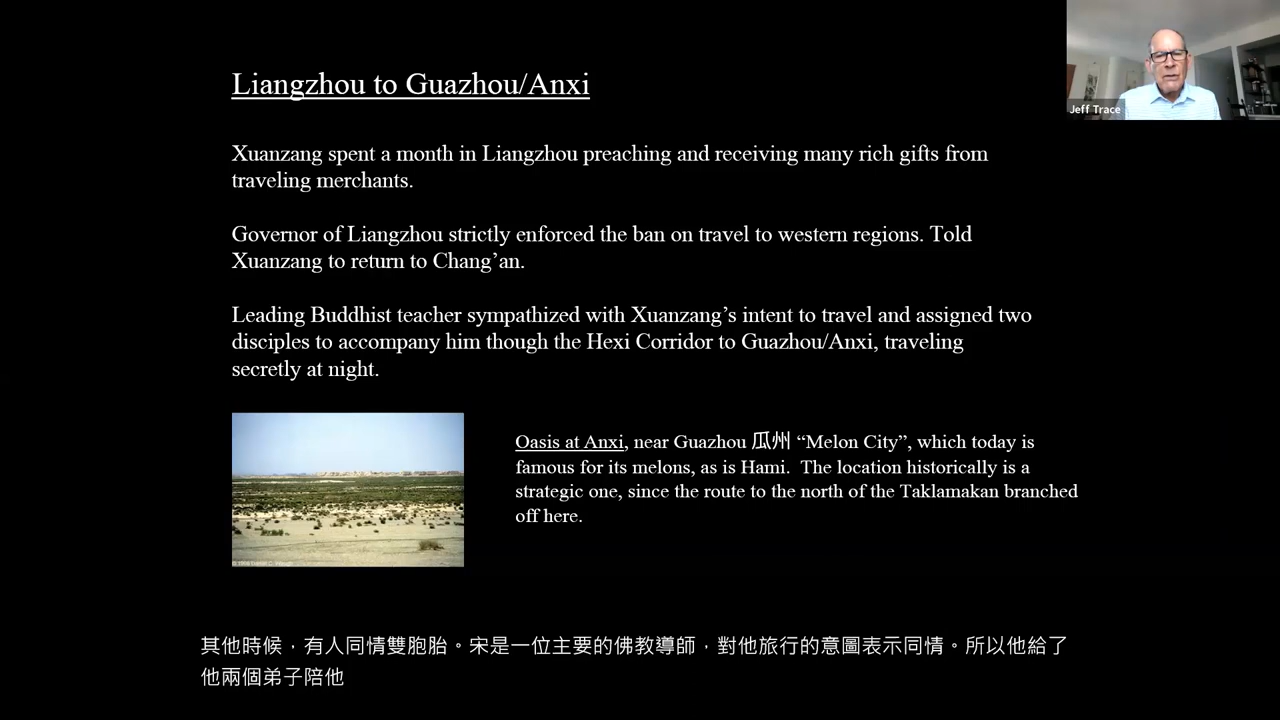 Liangzhou to Guazhou/Anxi
Jeff Trace
Xuanzang spent a month in Liangzhou preaching and receiving many rich gifts from
traveling merchants.
Governor of Liangzhou strictly enforced the ban on travel to western regions. Told
Xuanzang to return to Chang’an.
Leading Buddhist teacher sympathized with Xuanzang’s intent to travel and assigned two
disciples to accompany him though the Hexi Corridor to Guazhou/Anxi, traveling
secretly at night.
Oasis at Anxi, near Guazhou 瓜州 “Melon City”, which today is
famous for its melons, as is Hami.  The location historically is a
strategic one, since the route to the north of the Taklamakan branched
off here.
其他時候，有人同情雙胞胎。宋是一位主要的佛教導師，對他旅行的意圖表示同情。所以他給了
他兩個弟子陪他